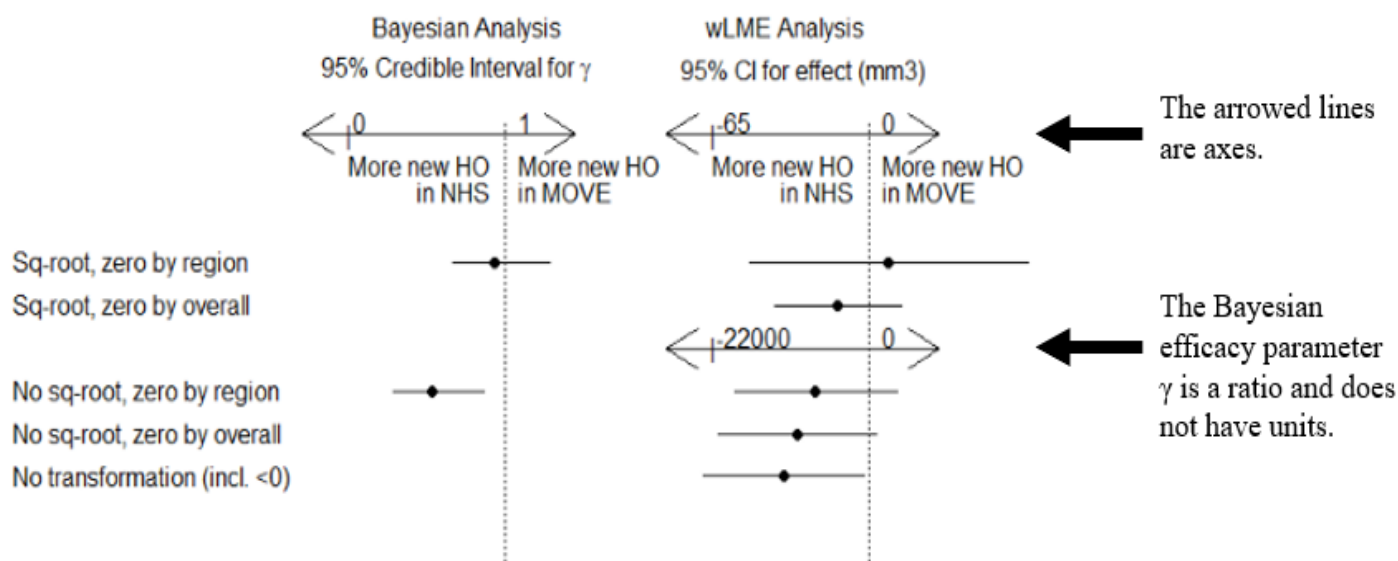 Bayesian Analysis
95% Credible Interval for γ
wLME Analysis
95% CI for effect (mm3)
0
1
-65
0
More new HO
in NHS
More new HO
in MOVE
More new HO
in NHS
More new HO
in MOVE
The arrowed lines
are axes.
Sq-root, zero by region
Sq-root, zero by overall
-22000
0
No sq-root, zero by region
No sq-root, zero by overall
No transformation (incl. <0)
The Bayesian
efficacy parameter
γ is a ratio and does
not have units.